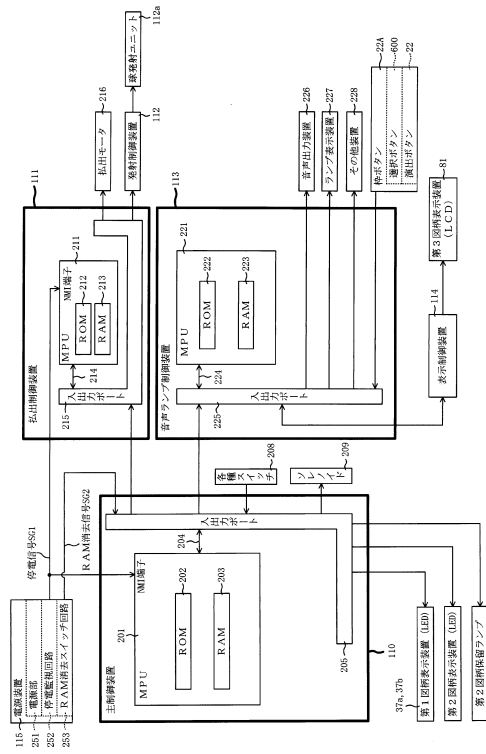 電源装置
115
電源部
251
停電監視回路
252
RAM消去スイッチ回路
253
停電信号SG1
RAM消去信号SG2
主制御装置
110
201
MPU
NMI端子
ROM
202
RAM
203
204
入出力ポート
205
各種スイッチ
208
ソレノイド
209
37a, 37b
第1図柄表示装置(LED)
第2図柄表示装置(LED)
第2図柄保留ランプ
払出制御装置
111
MPU
211
NMI端子
ROM
212
RAM
213
214
215
入出力ポート
払出モータ
216
発射制御装置
112
球発射ユニット
112a
音声ランプ制御装置
113
MPU
221
ROM
222
RAM
223
224
225
入出力ポート
音声出力装置
226
ランプ表示装置
227
その他装置
228
枠ボタン
22A
選択ボタン
600
演出ボタン
22
表示制御装置
114
第3図柄表示装置
(LCD)
81